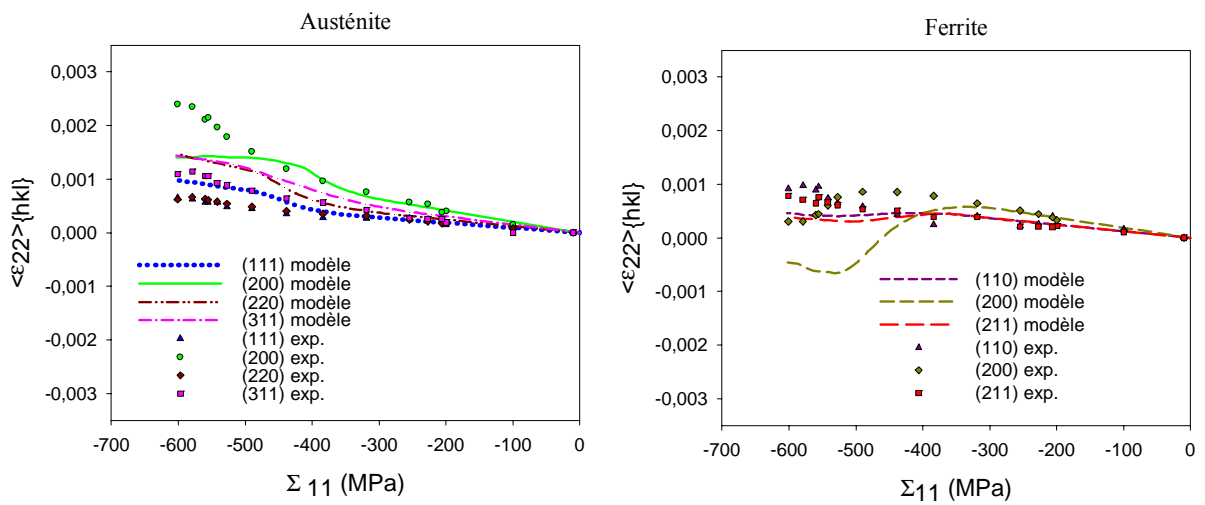 Austénite
<ε22>{hkl}
0,003
0,002
0,001
0,000
-0,001
-0,002
-0,003
(111) modèle
(200) modèle
(220) modèle
(311) modèle
(111) exp.
(200) exp.
(220) exp.
(311) exp.
-700 -600 -500 -400 -300 -200 -100 0
Σ 11 (MPa)
Ferrite
<ε22>{hkl}
0,003
0,002
0,001
0,000
-0,001
-0,002
-0,003
(110) modèle
(200) modèle
(211) modèle
(110) exp.
(200) exp.
(211) exp.
-700 -600 -500 -400 -300 -200 -100 0
Σ11 (MPa)